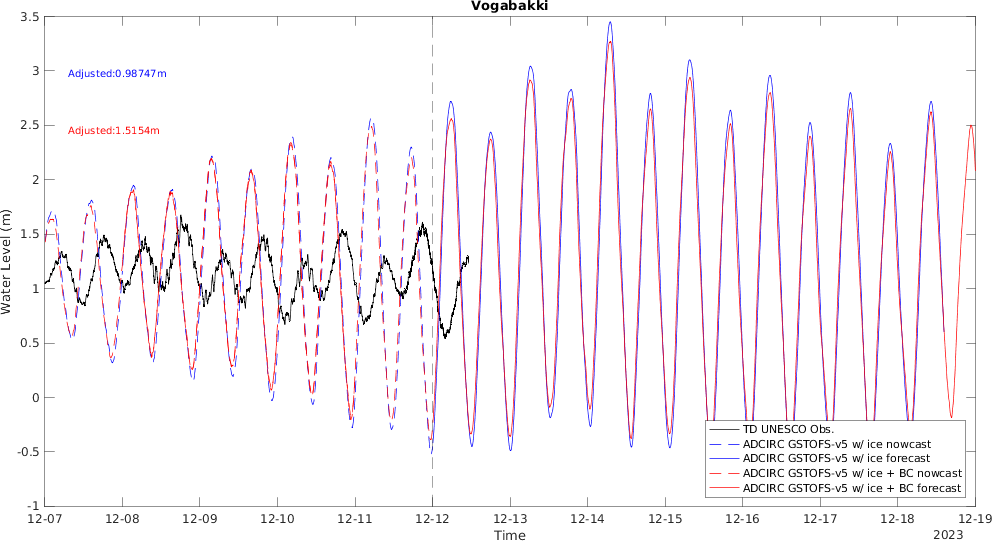 Vogabakki
3.5
3
2.5
2
1.5
1
0.5
0
-0.5
-1
Water Level (m)
Adjusted:0.98747m
Adjusted:1.5154m
TD UNESCO Obs.
ADCIRC GSTOFS-v5 w/ ice nowcast
ADCIRC GSTOFS-v5 w/ ice forecast
ADCIRC GSTOFS-v5 w/ ice + BC nowcast
ADCIRC GSTOFS-v5 w/ ice + BC forecast
12-07 12-08 12-09 12-10 12-11 12-12 12-13 12-14 12-15 12-16 12-17 12-18 12-19
Time
2023